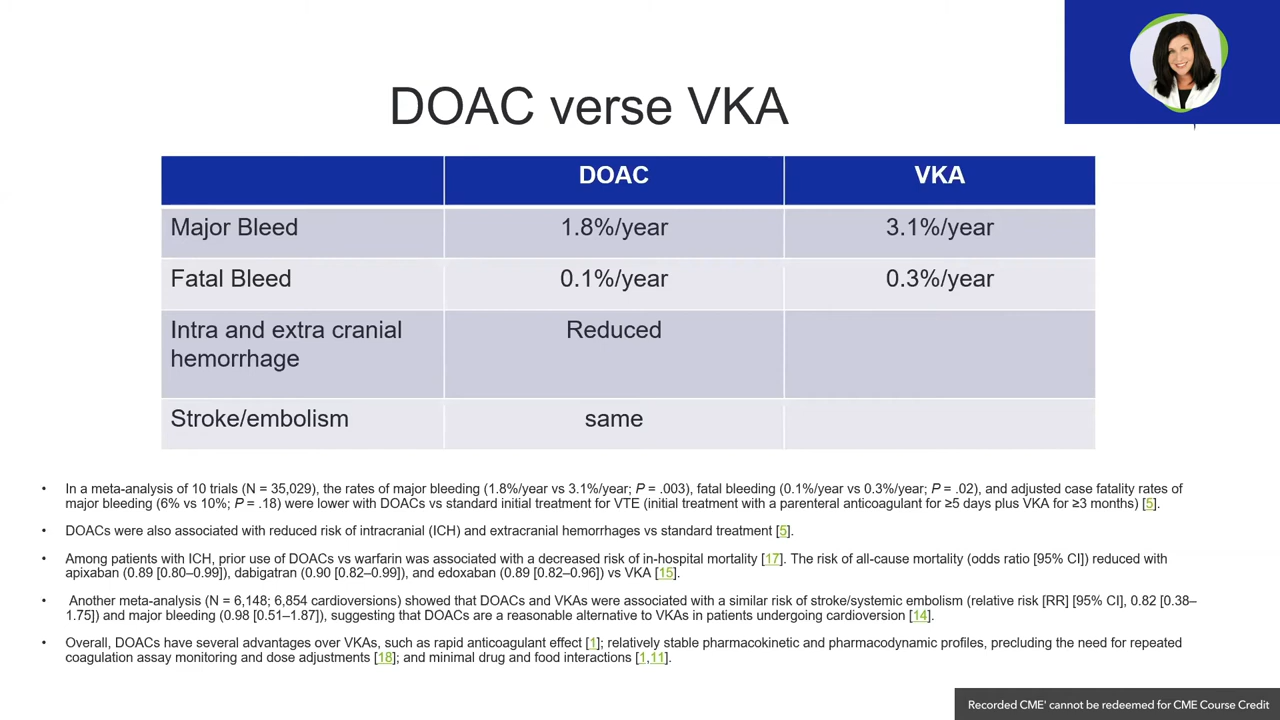 DOAC verse VKA
DOAC VKA
Major Bleed 1.8%/year 3.1%/year
Fatal Bleed 0.1%/year 0.3%/year
Intra and extra cranial Reduced
hemorrhage
Stroke/embolism same
• In a meta-analysis of 10 trials (N = 35,029), the rates of major bleeding (1.8%/year vs 3.1%/year; P = .003), fatal bleeding (0.1%/year vs 0.3%/year; P = .02), and adjusted case fatality rates of
major bleeding (6% vs 10%; P = .18) were lower with DOACs vs standard initial treatment for VTE (initial treatment with a parenteral anticoagulant for ≥5 days plus VKA for ≥3 months) [5].
• DOACs were also associated with reduced risk of intracranial (ICH) and extracranial hemorrhages vs standard treatment [5].
• Among patients with ICH, prior use of DOACs vs warfarin was associated with a decreased risk of in-hospital mortality [17]. The risk of all-cause mortality (odds ratio [95% CI]) reduced with
apixaban (0.89 [0.80–0.99]), dabigatran (0.90 [0.82–0.99]), and edoxaban (0.89 [0.82–0.96]) vs VKA [15].
• Another meta-analysis (N = 6,148; 6,854 cardioversions) showed that DOACs and VKAs were associated with a similar risk of stroke/systemic embolism (relative risk [RR] [95% CI], 0.82 [0.38–
1.75]) and major bleeding (0.98 [0.51–1.87]), suggesting that DOACs are a reasonable alternative to VKAs in patients undergoing cardioversion [14].
• Overall, DOACs have several advantages over VKAs, such as rapid anticoagulant effect [1]; relatively stable pharmacokinetic and pharmacodynamic profiles, precluding the need for repeated
coagulation assay monitoring and dose adjustments [18]; and minimal drug and food interactions [1,11].
Recorded CME' cannot be redeemed for CME Course Credit